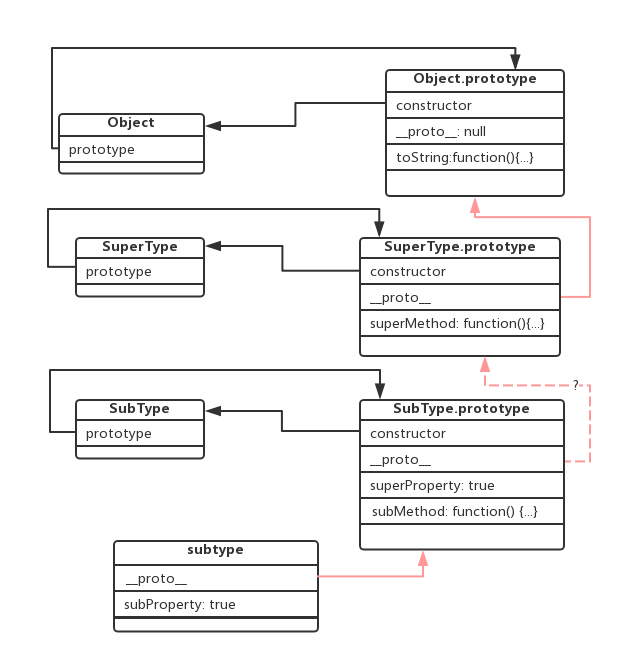 Object.prototype
constructor
__proto__: null
toString:function(){...}
Object
prototype
SuperType.prototype
constructor
__proto__
superMethod: function(){...}
SuperType
prototype
?
SubType.prototype
constructor
__proto__
superProperty: true
subMethod: function() {...}
SubType
prototype
subtype
__proto__
subProperty: true